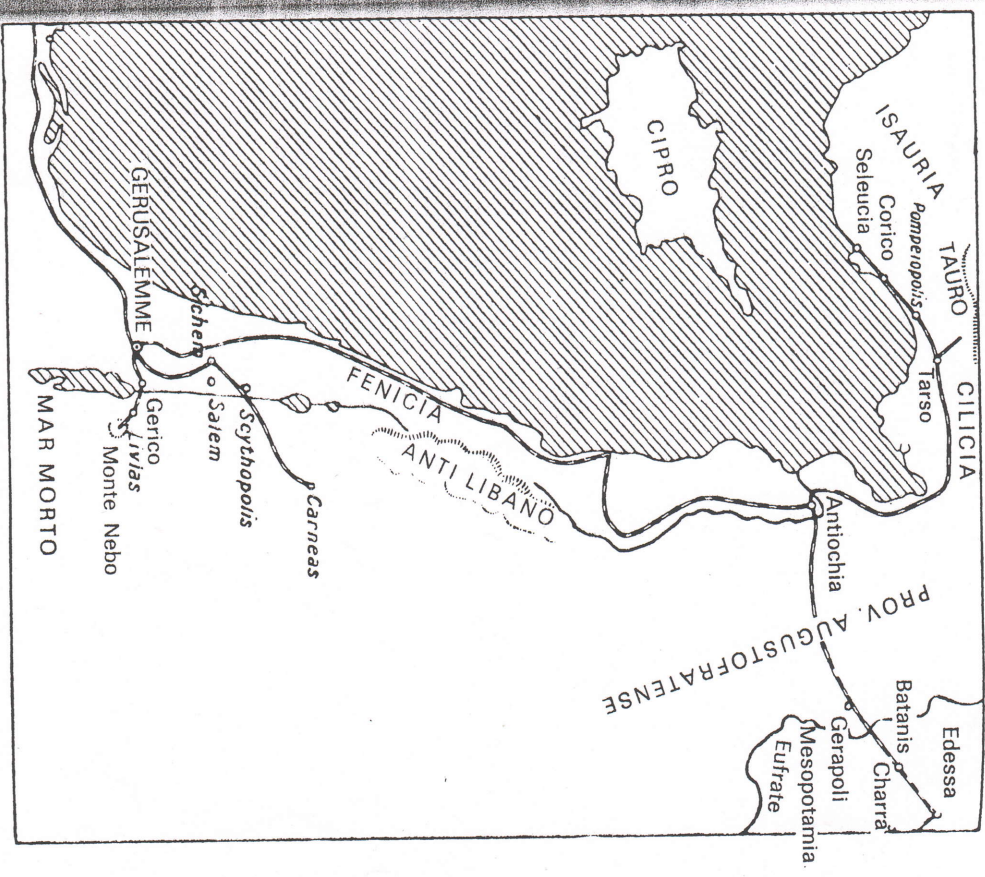 ISAURIA
TAURO
CILICIA
Seleucia
Corico
Pomperopolis
Tarso
CIPRO
Antiochia
PROV. AUGUSTOFRATENSE
Edessa
Batanis
Charra
Gerapoli
Mesopotamia
Eufrate
FENICIA
ANTI LIBANO
Carneas
Scythopolis
Salem
Sichem
GERUSALEMME
Gerico
Livias
Monte Nebo
MAR MORTO